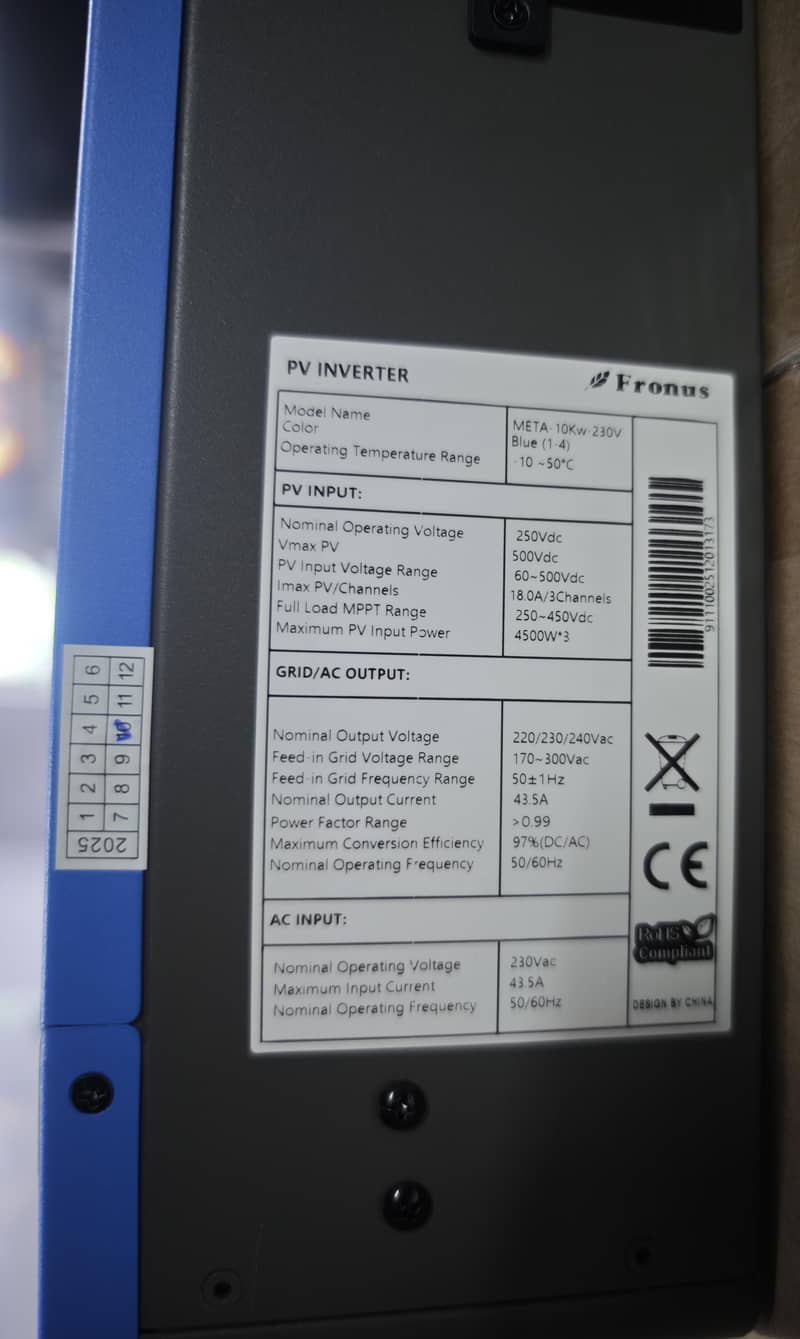 PV INVERTER
Fronus
Model Name META-10Kw-230V
Color Blue (1-4)
Operating Temperature Range -10 ~50°C
PV INPUT:
Nominal Operating Voltage 250Vdc
Vmax PV 500Vdc
PV Input Voltage Range 60~500Vdc
Imax PV/Channels 18.0A/3Channels
Full Load MPPT Range 250~450Vdc
Maximum PV Input Power 4500W*3
GRID/AC OUTPUT:
Nominal Output Voltage 220/230/240Vac
Feed-in Grid Voltage Range 170~300Vac
Feed-in Grid Frequency Range 50±1Hz
Nominal Output Current 43.5A
Power Factor Range >0.99
Maximum Conversion Efficiency 97%(DC/AC)
Nominal Operating Frequency 50/60Hz
AC INPUT:
Nominal Operating Voltage 230Vac
Maximum Input Current 43.5A
Nominal Operating Frequency 50/60Hz
9111002512013173
CE
RoHS
Compliant
DESIGN BY CHINA
2025
1 2 3 4 5 6
7 8 9 11 12